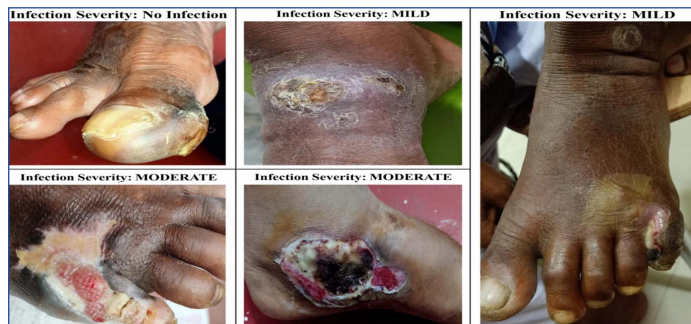 Infection Severity: No Infection
Infection Severity: MILD
Infection Severity: MILD
Infection Severity: MODERATE
Infection Severity: MODERATE